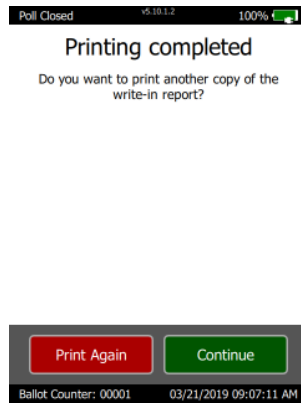 Poll Closed v5.10.1.2 100%
Printing completed
Do you want to print another copy of the
write-in report?
Print Again Continue
Ballot Counter: 00001 03/21/2019 09:07:11 AM